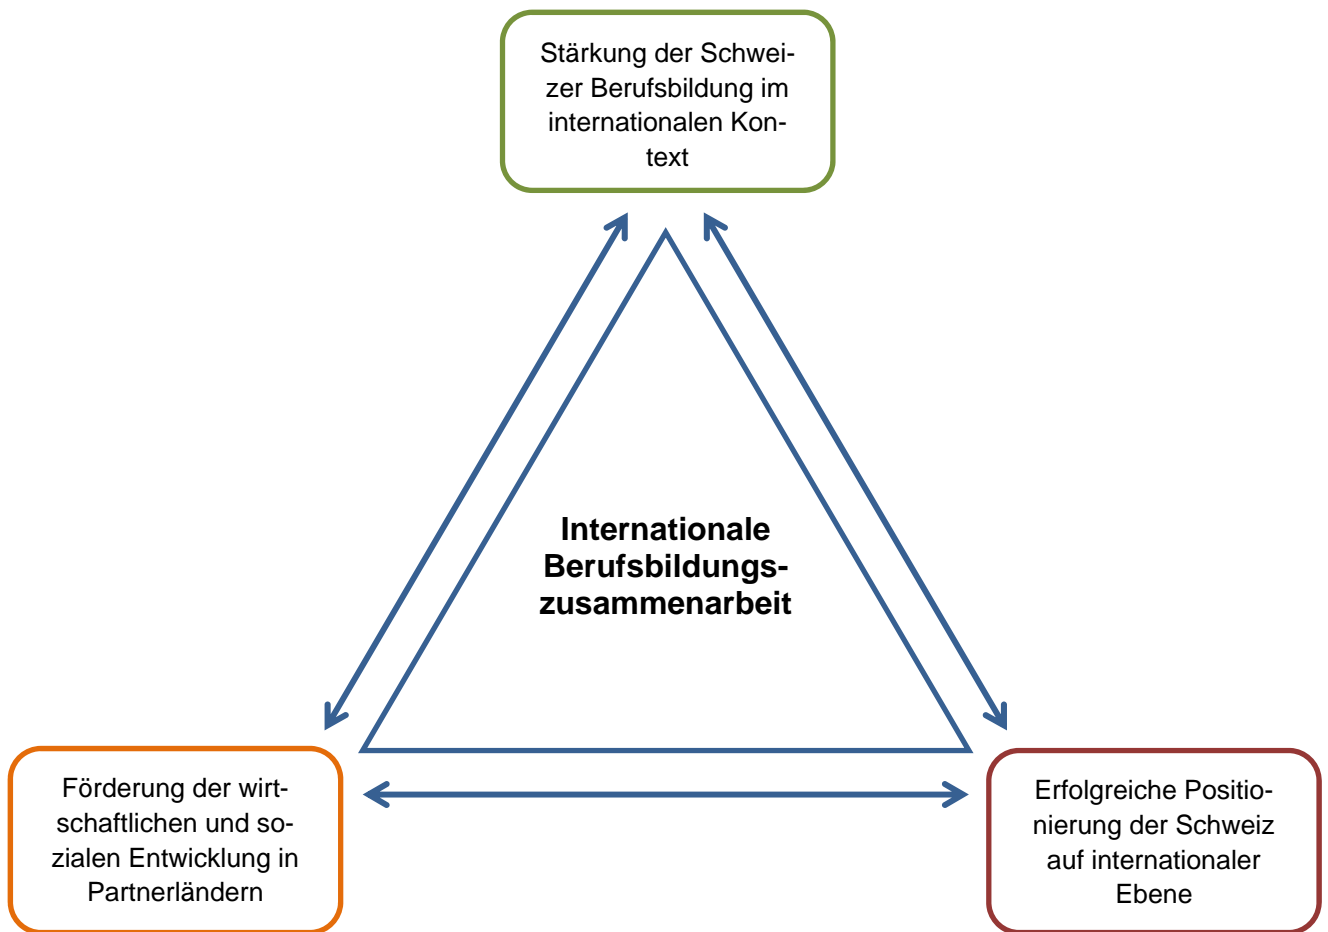 Stärkung der Schwei-
zer Berufsbildung im
internationalen Kon-
text
Internationale
Berufsbildungs-
zusammenarbeit
Förderung der wirt-
schaftlichen und so-
zialen Entwicklung in
Partnerländern
Erfolgreiche Positio-
nierung der Schweiz
auf internationaler
Ebene